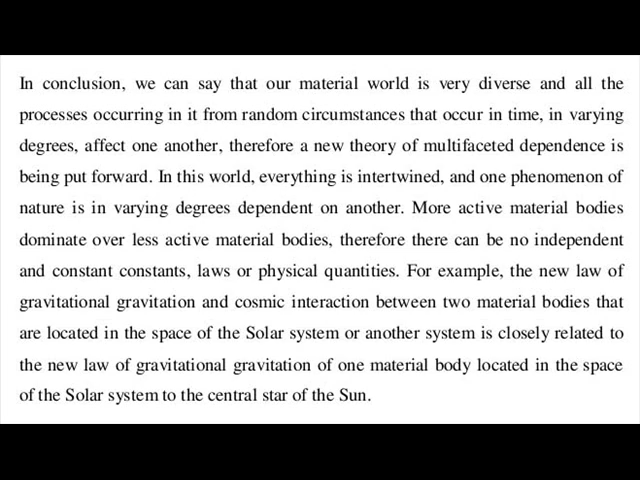 In conclusion, we can say that our material world is very diverse and all the
processes occurring in it from random circumstances that occur in time, in varying
degrees, affect one another, therefore a new theory of multifaceted dependence is
being put forward. In this world, everything is intertwined, and one phenomenon of
nature is in varying degrees dependent on another. More active material bodies
dominate over less active material bodies, therefore there can be no independent
and constant constants, laws or physical quantities. For example, the new law of
gravitational gravitation and cosmic interaction between two material bodies that
are located in the space of the Solar system or another system is closely related to
the new law of gravitational gravitation of one material body located in the space
of the Solar system to the central star of the Sun.